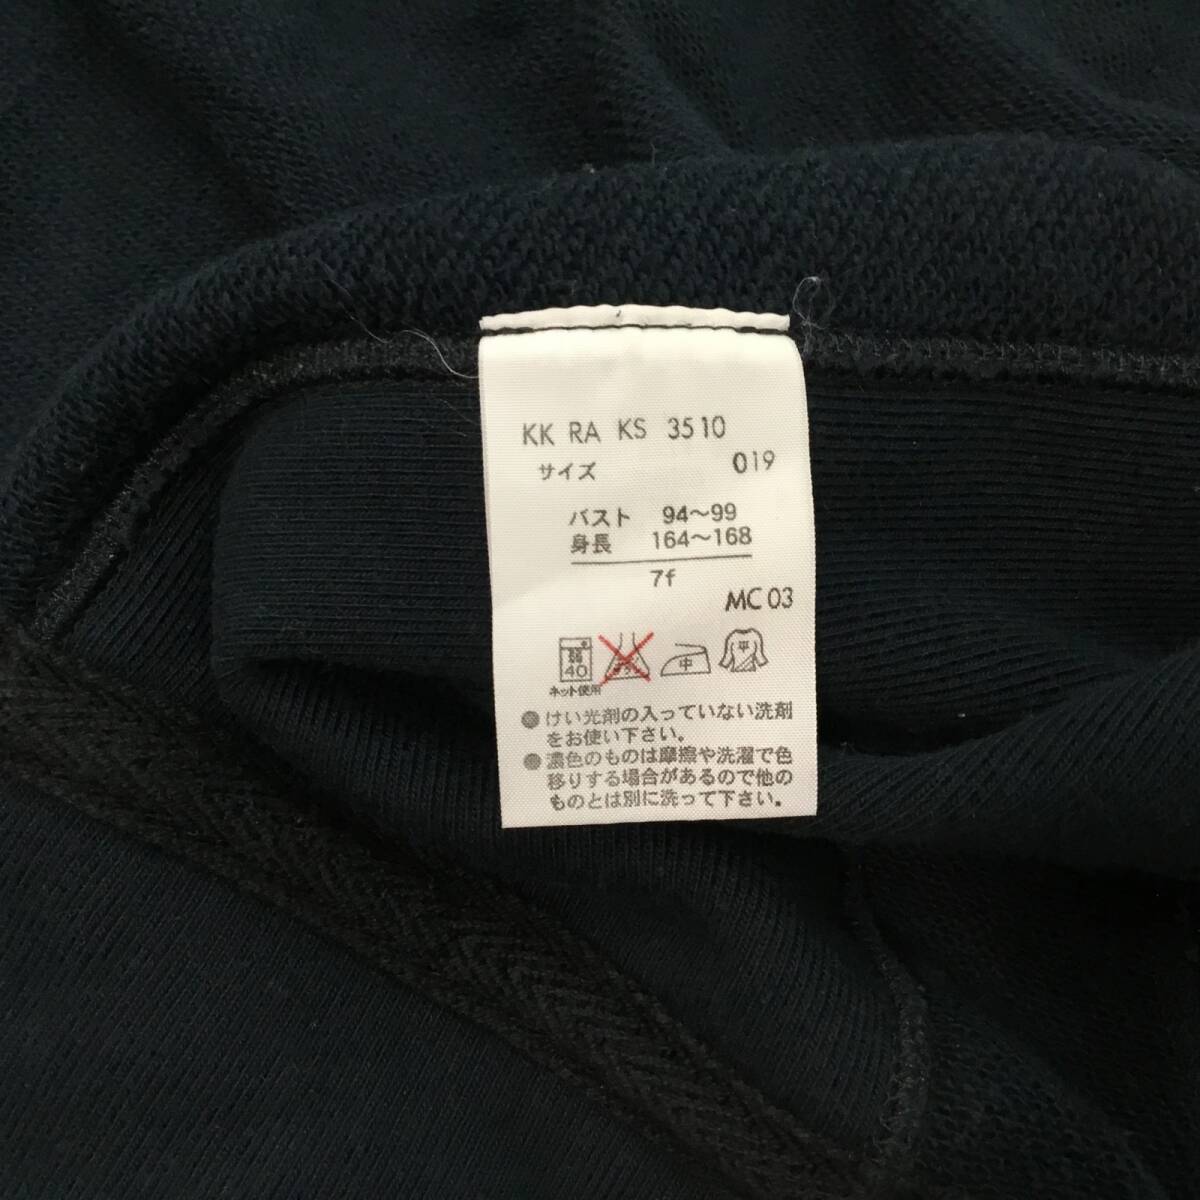 KK RA KS 3510
サイズ 019
バスト 94～99
身長 164～168
7f
MC 03
弱
40
中
平
ネット使用
●けい光剤の入っていない洗剤
をお使い下さい。
●濃色のものは摩擦や洗濯で色
移りする場合があるので他の
ものとは別に洗って下さい。